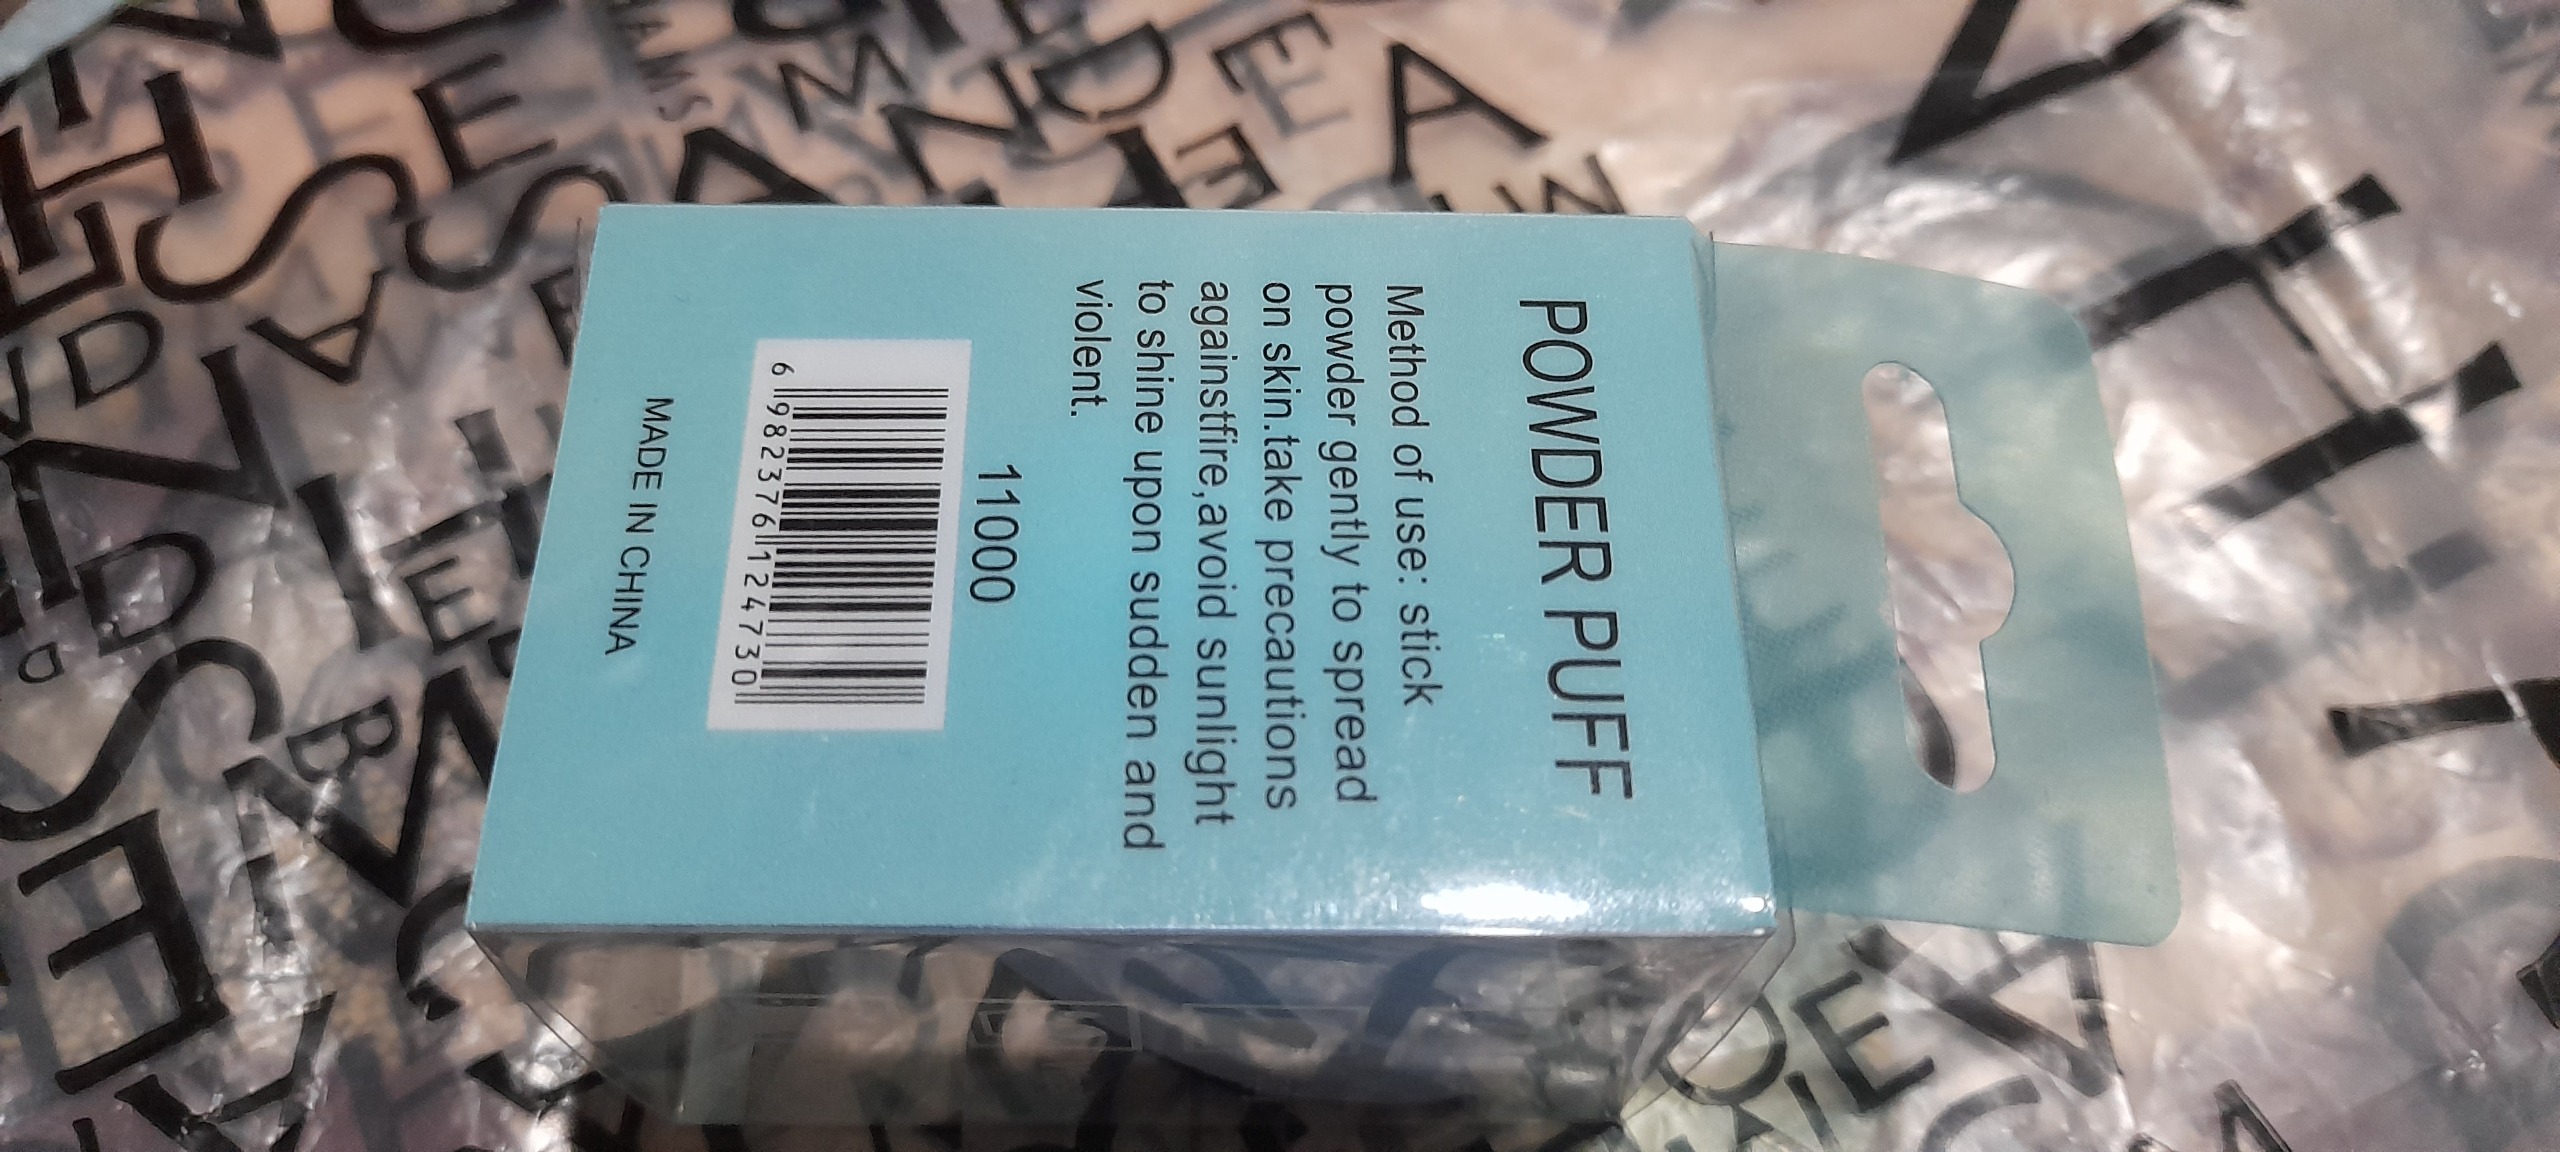 POWDER PUFF
Method of use: stick
powder gently to spread
on skin.take precautions
againstfire,avoid sunlight
to shine upon sudden and
violent.
11000
6 982376 124730
MADE IN CHINA